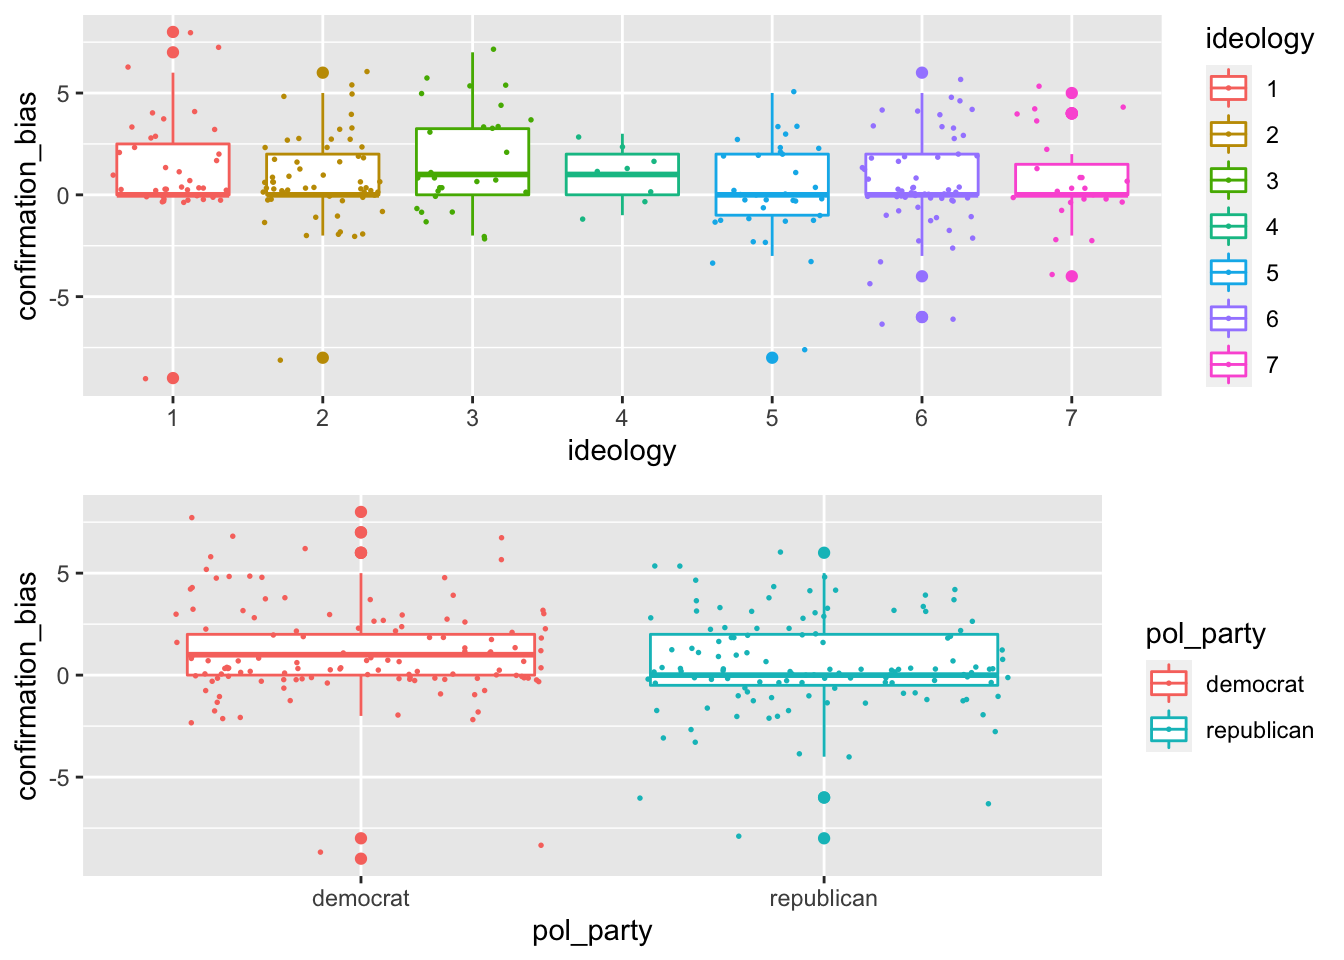 confirmation_bias
5
0
-5
1 2 3 4 5 6 7
ideology
ideology
1
2
3
4
5
6
7
confirmation_bias
5
0
-5
democrat republican
pol_party
pol_party
democrat
republican